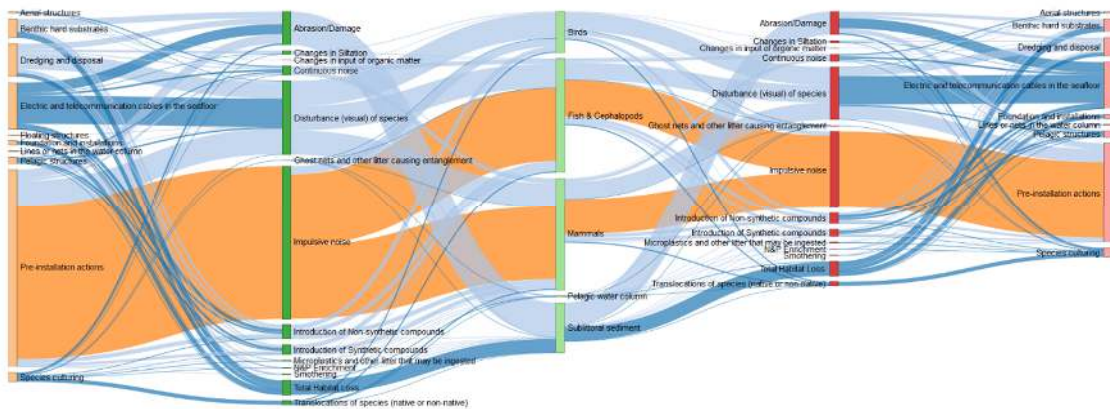 Aerial structures
Benthic hard substrates
Dredging and disposal
Electric and telecommunication cables in the seafloor
Floating structures
Foundation and installations
Lines or nets in the water column
Pelagic structures
Pre-installation actions
Species culturing
Abrasion/Damage
Changes in Siltation
Changes in input of organic matter
Continuous noise
Disturbance (visual) of species
Ghost nets and other litter causing entanglement
Impulsive noise
Introduction of Non-synthetic compounds
Introduction of Synthetic compounds
Microplastics and other litter that may be ingested
N&P Enrichment
Smothering
Total Habitat Loss
Translocations of species (native or non-native)
Birds
Fish & Cephalopods
Mammals
Pelagic water column
Sublittoral sediment
Abrasion/Damage
Changes in Siltation
Changes in input of organic matter
Continuous noise
Disturbance (visual) of species
Ghost nets and other litter causing entanglement
Impulsive noise
Introduction of Non-synthetic compounds
Introduction of Synthetic compounds
Microplastics and other litter that may be ingested
N&P Enrichment
Smothering
Total Habitat Loss
Translocations of species (native or non-native)
Aerial structures
Benthic hard substrates
Dredging and disposal
Electric and telecommunication cables in the seafloor
Foundation and installations
Lines or nets in the water column
Pelagic structures
Pre-installation actions
Species culturing